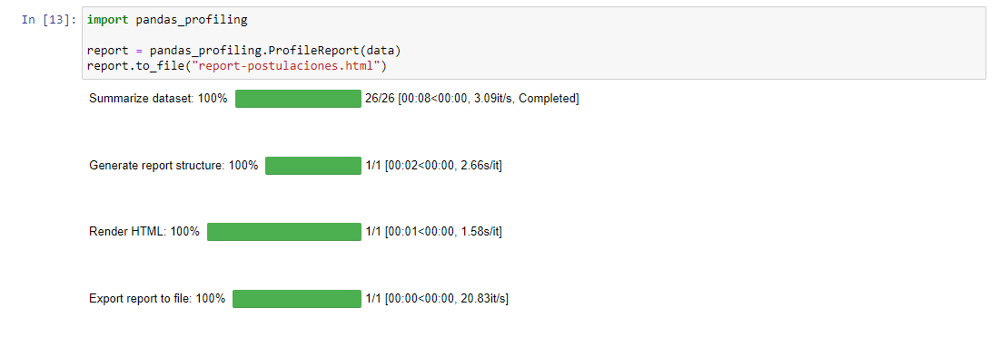 In [13]: import pandas_profiling
report = pandas_profiling.ProfileReport(data)
report.to_file("report-postulaciones.html")
Summarize dataset: 100% 26/26 [00:08<00:00, 3.09it/s, Completed]
Generate report structure: 100% 1/1 [00:02<00:00, 2.66s/it]
Render HTML: 100% 1/1 [00:01<00:00, 1.58s/it]
Export report to file: 100% 1/1 [00:00<00:00, 20.83it/s]